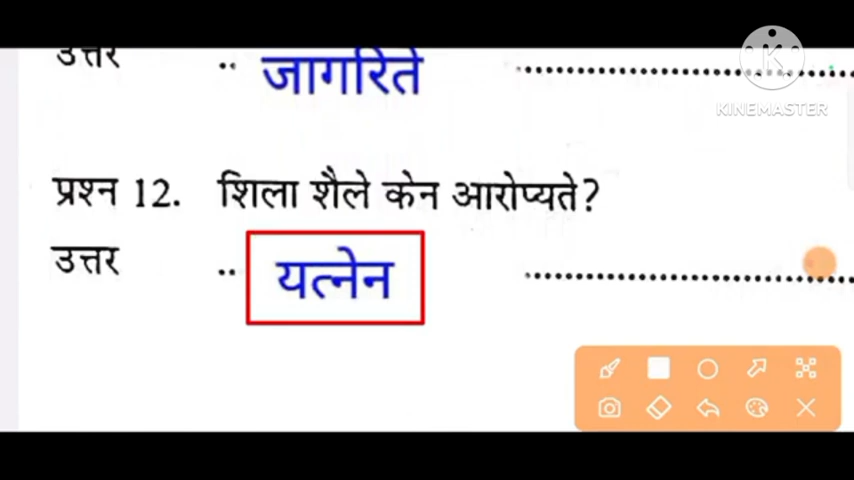 उत्तर .. जागरिते ................................
KINEMASTER
प्रश्न 12. शिला शैले केन आरोप्यते?
उत्तर .. यत्नेन ................................